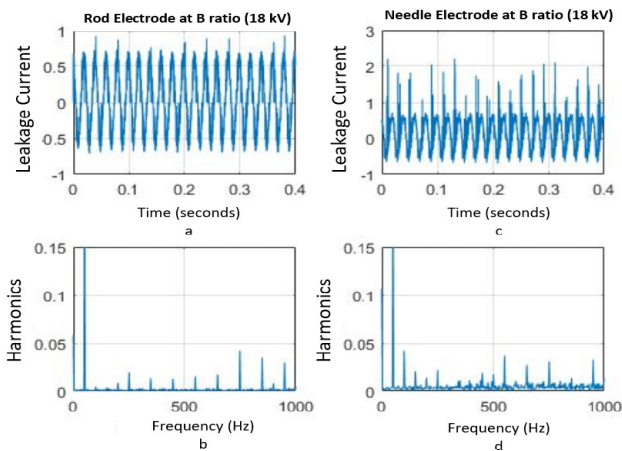 Rod Electrode at B ratio (18 kV)
Leakage Current
1
0.5
0
-0.5
-1
0 0.1 0.2 0.3 0.4
Time (seconds)
a
Needle Electrode at B ratio (18 kV)
Leakage Current
3
2
1
0
-1
0 0.1 0.2 0.3 0.4
Time (seconds)
c
Harmonics
0.15
0.1
0.05
0
0 500 1000
Frequency (Hz)
b
Harmonics
0.15
0.1
0.05
0
0 500 1000
Frequency (Hz)
d